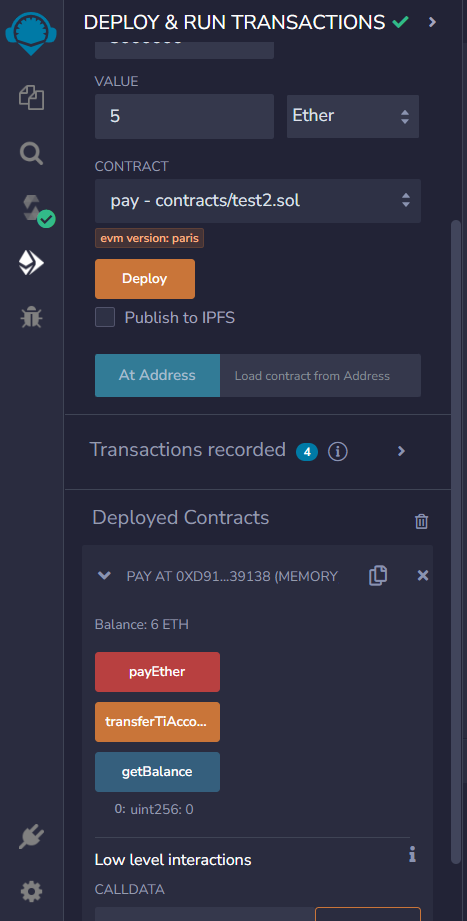 DEPLOY & RUN TRANSACTIONS
VALUE
5
Ether
CONTRACT
pay - contracts/test2.sol
evm version: paris
Deploy
Publish to IPFS
At Address
Load contract from Address
Transactions recorded 4 i
Deployed Contracts
PAY AT 0XD91...39138 (MEMORY
Balance: 6 ETH
payEther
transferTiAcco...
getBalance
0: uint256: 0
Low level interactions
CALLDATA